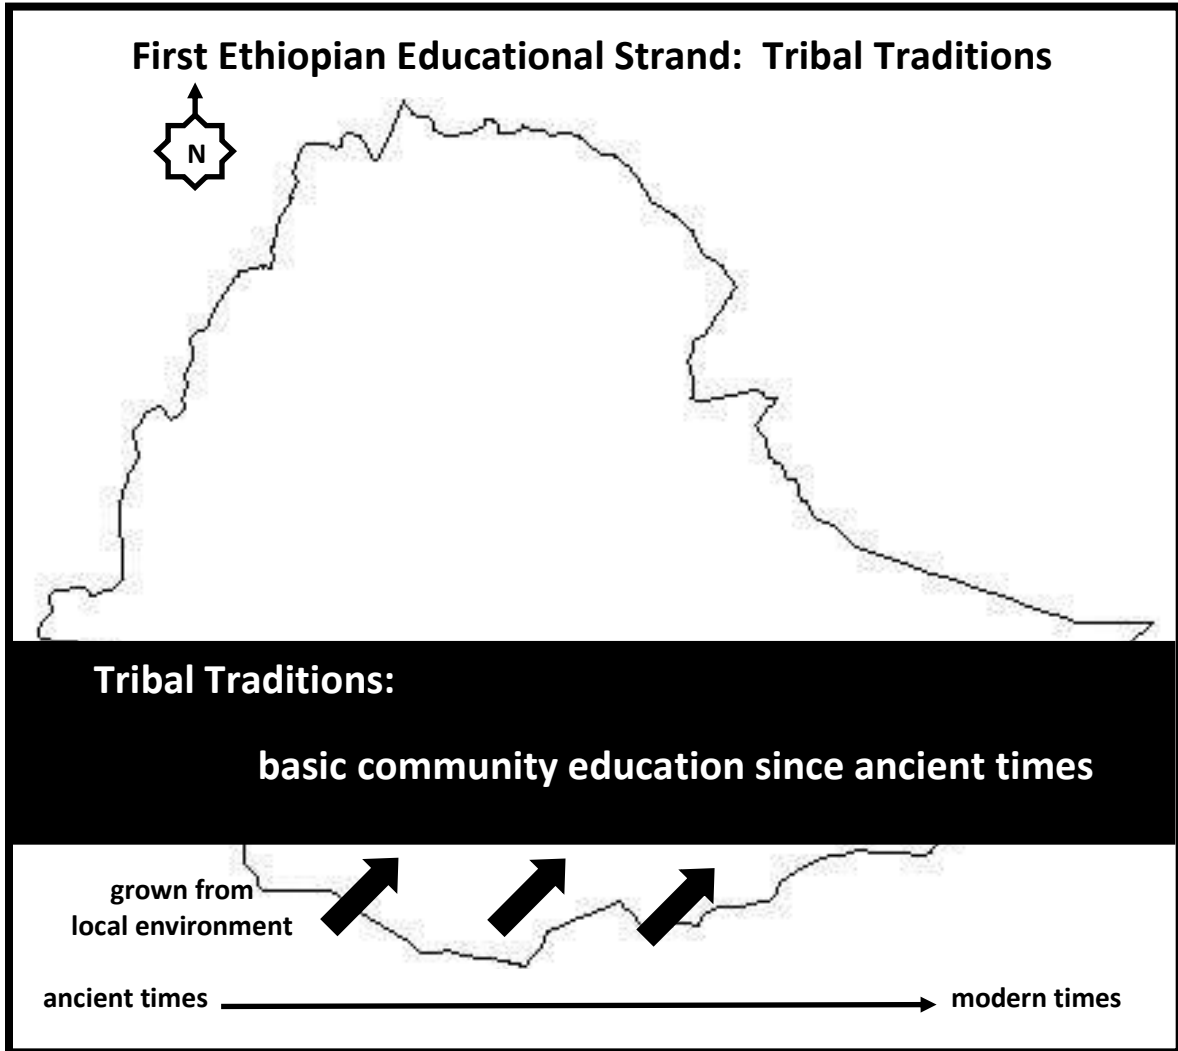 First Ethiopian Educational Strand:  Tribal Traditions
N
Tribal Traditions:
basic community education since ancient times
grown from
local environment
ancient times
modern times